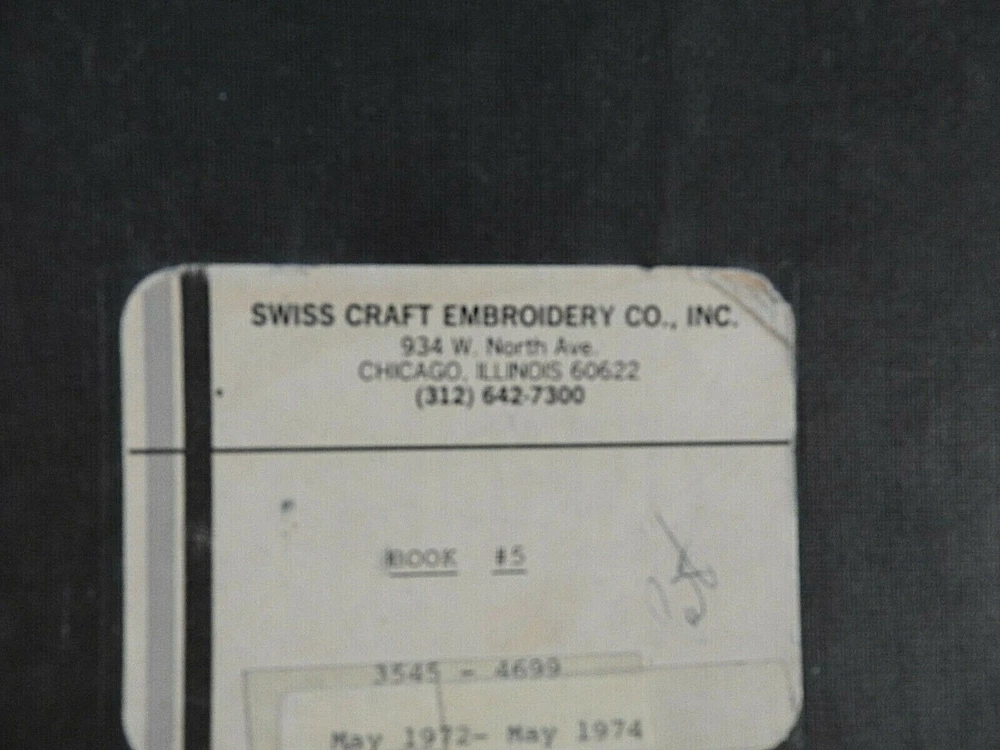 SWISS CRAFT EMBROIDERY CO., INC.
934 W. North Ave.
CHICAGO, ILLINOIS 60622
(312) 642-7300
BOOK #5
3545 - 4699
May 1972- May 1974